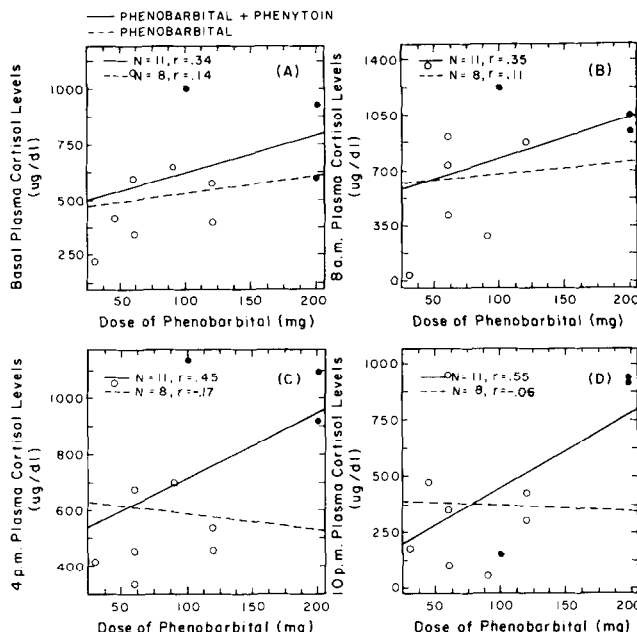 PHENOBARBITAL + PHENYTOIN
PHENOBARBITAL
Basal Plasma Cortisol Levels
(ug/dl)
1000
750
500
250
N = 11, r = .34
N = 8, r = .14
(A)
50 100 150 200
Dose of Phenobarbital (mg)
8 a.m. Plasma Cortisol Levels
(ug/dl)
1400
1050
700
350
0
N = 11, r = .35
N = 8, r = .11
(B)
50 100 150 200
Dose of Phenobarbital (mg)
4 p.m. Plasma Cortisol Levels
(ug/dl)
1000
800
600
400
N = 11, r = .45
N = 8, r = -.17
(C)
50 100 150 200
Dose of Phenobarbital (mg)
10 p.m. Plasma Cortisol Levels
(ug/dl)
1000
750
500
250
0
N = 11, r = .55
N = 8, r = -.06
(D)
50 100 150 200
Dose of Phenobarbital (mg)